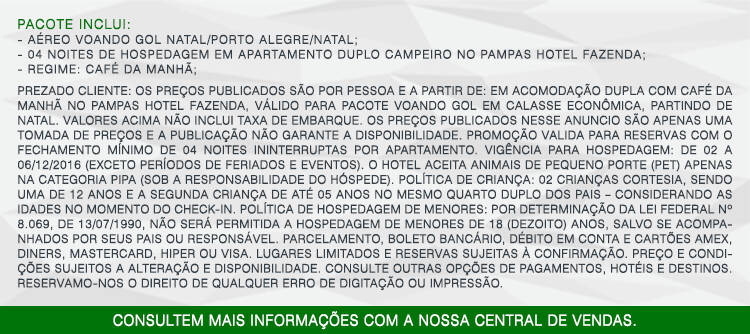 PACOTE INCLUI:
- AÉREO VOANDO GOL NATAL/PORTO ALEGRE/NATAL;
- 04 NOITES DE HOSPEDAGEM EM APARTAMENTO DUPLO CAMPEIRO NO PAMPAS HOTEL FAZENDA;
- REGIME: CAFÉ DA MANHÃ;
PREZADO CLIENTE: OS PREÇOS PUBLICADOS SÃO POR PESSOA E A PARTIR DE: EM ACOMODAÇÃO DUPLA COM CAFÉ DA
MANHÃ NO PAMPAS HOTEL FAZENDA, VÁLIDO PARA PACOTE VOANDO GOL EM CALASSE ECONÔMICA, PARTINDO DE
NATAL. VALORES ACIMA NÃO INCLUI TAXA DE EMBARQUE. OS PREÇOS PUBLICADOS NESSE ANUNCIO SÃO APENAS UMA
TOMADA DE PREÇOS E A PUBLICAÇÃO NÃO GARANTE A DISPONIBILIDADE. PROMOÇÃO VALIDA PARA RESERVAS COM O
FECHAMENTO MÍNIMO DE 04 NOITES ININTERRUPTAS POR APARTAMENTO. VIGÊNCIA PARA HOSPEDAGEM: DE 02 A
06/12/2016 (EXCETO PERÍODOS DE FERIADOS E EVENTOS). O HOTEL ACEITA ANIMAIS DE PEQUENO PORTE (PET) APENAS
NA CATEGORIA PIPA (SOB A RESPONSABILIDADE DO HÓSPEDE). POLÍTICA DE CRIANÇA: 02 CRIANÇAS CORTESIA, SENDO
UMA DE 12 ANOS E A SEGUNDA CRIANÇA DE ATÉ 05 ANOS NO MESMO QUARTO DUPLO DOS PAIS – CONSIDERANDO AS
IDADES NO MOMENTO DO CHECK-IN. POLÍTICA DE HOSPEDAGEM DE MENORES: POR DETERMINAÇÃO DA LEI FEDERAL Nº
8.069, DE 13/07/1990, NÃO SERÁ PERMITIDA A HOSPEDAGEM DE MENORES DE 18 (DEZOITO) ANOS, SALVO SE ACOMPA-
NHADOS POR SEUS PAIS OU RESPONSÁVEL. PARCELAMENTO, BOLETO BANCÁRIO, DÉBITO EM CONTA E CARTÕES AMEX,
DINERS, MASTERCARD, HIPER OU VISA. LUGARES LIMITADOS E RESERVAS SUJEITAS À CONFIRMAÇÃO. PREÇO E CONDI-
ÇÕES SUJEITOS A ALTERAÇÃO E DISPONIBILIDADE. CONSULTE OUTRAS OPÇÕES DE PAGAMENTOS, HOTÉIS E DESTINOS.
RESERVAMO-NOS O DIREITO DE QUALQUER ERRO DE DIGITAÇÃO OU IMPRESSÃO.
CONSULTEM MAIS INFORMAÇÕES COM A NOSSA CENTRAL DE VENDAS.